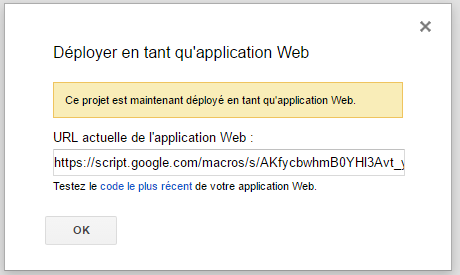 Déployer en tant qu'application Web
Ce projet est maintenant déployé en tant qu'application Web.
URL actuelle de l'application Web :
https://script.google.com/macros/s/AKfycbwhmB0YHl3Avt_y
Testez le code le plus récent de votre application Web.
OK